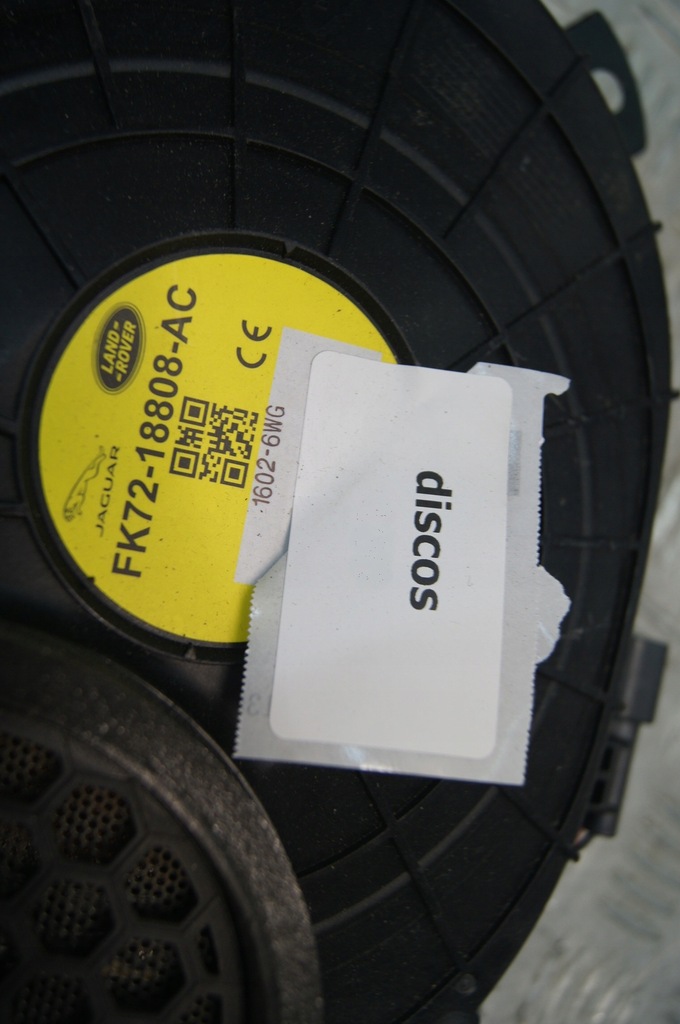 LAND-
-ROVER
JAGUAR
FK72-18808-AC
CE
1602-6WG
discos